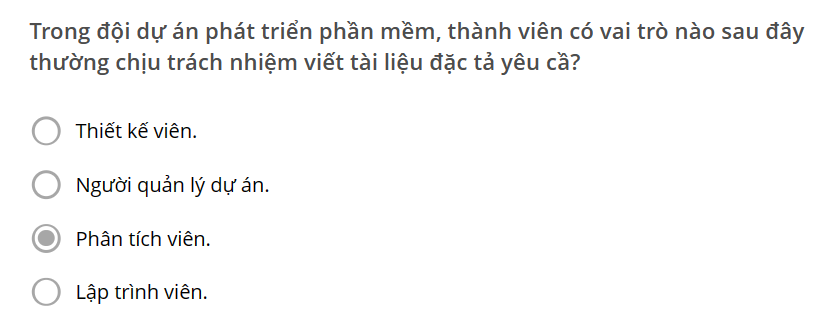 Trong đội dự án phát triển phần mềm, thành viên có vai trò nào sau đây
thường chịu trách nhiệm viết tài liệu đặc tả yêu cầ?
Thiết kế viên.
Người quản lý dự án.
Phân tích viên.
Lập trình viên.